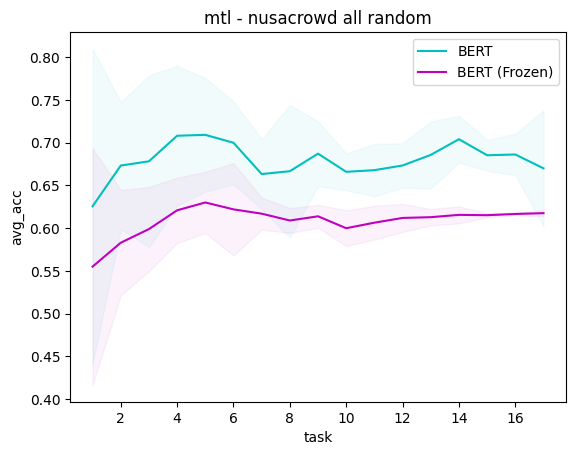 mtl - nusacrowd all random
BERT
BERT (Frozen)
avg_acc
0.80
0.75
0.70
0.65
0.60
0.55
0.50
0.45
0.40
2 4 6 8 10 12 14 16
task